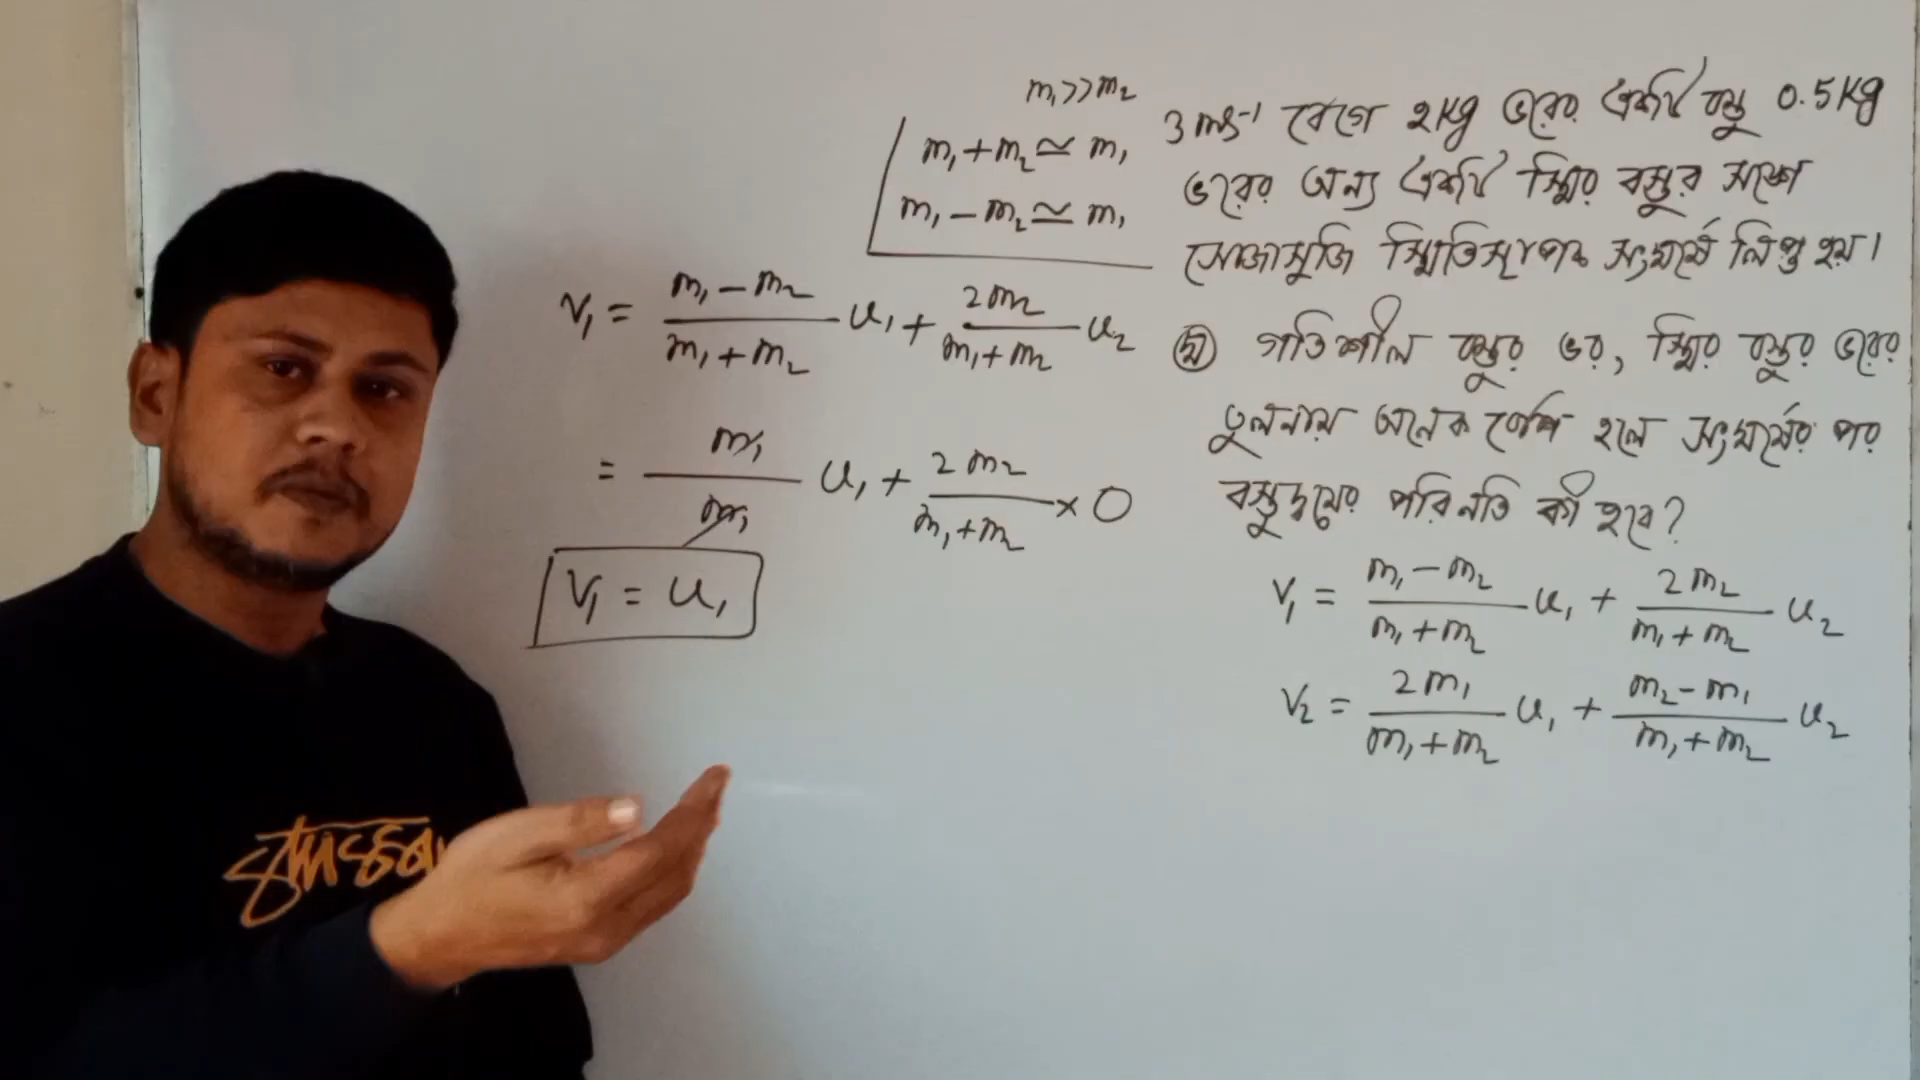 m₁>>m₂
m₁+m₂≃m₁
m₁-m₂≃m₁
v₁ = (m₁-m₂)/(m₁+m₂) u₁ + 2m₂/(m₁+m₂) u₂
= m₁/m₁ u₁ + 2m₂/(m₁+m₂) × 0
v₁ = u₁
3ms⁻¹ বেগে 2kg ভরের একটি বস্তু 0.5kg
ভরের অন্য একটি স্থির বস্তুর সঙ্গে
সোজাসুজি স্থিতিস্থাপক সংঘর্ষে লিপ্ত হয়।
ঘ গতিশীল বস্তুর ভর, স্থির বস্তুর ভরের
তুলনায় অনেক বেশি হলে সংঘর্ষের পর
বস্তুদ্বয়ের পরিনতি কী হবে?
v₁ = (m₁-m₂)/(m₁+m₂) u₁ + 2m₂/(m₁+m₂) u₂
v₂ = 2m₁/(m₁+m₂) u₁ + (m₂-m₁)/(m₁+m₂) u₂